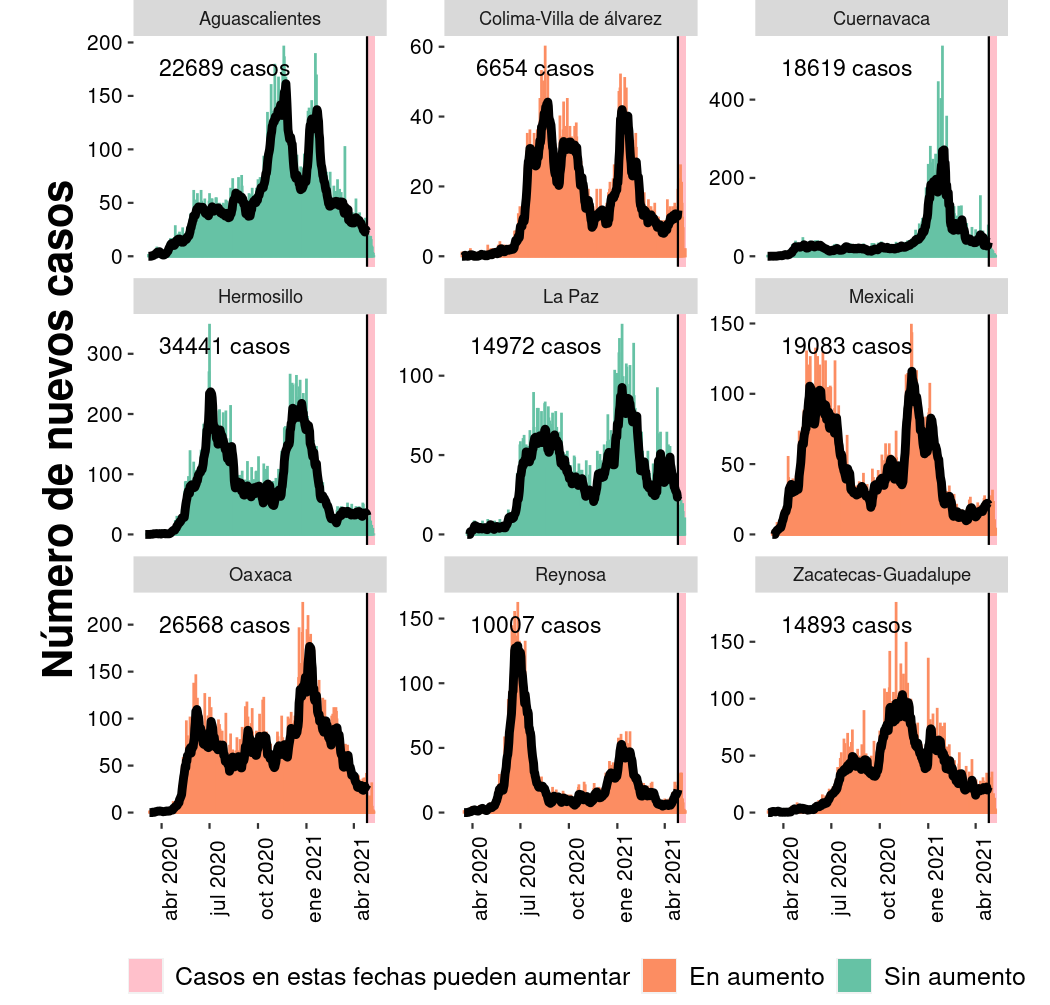 Número de nuevos casos
Aguascalientes
22689 casos
200
150
100
50
0
Colima-Villa de álvarez
6654 casos
60
40
20
0
Cuernavaca
18619 casos
400
200
0
Hermosillo
34441 casos
300
200
100
0
La Paz
14972 casos
100
50
0
Mexicali
19083 casos
150
100
50
0
Oaxaca
26568 casos
200
150
100
50
0
Reynosa
10007 casos
150
100
50
0
Zacatecas-Guadalupe
14893 casos
150
100
50
0
abr 2020
jul 2020
oct 2020
ene 2021
abr 2021
abr 2020
jul 2020
oct 2020
ene 2021
abr 2021
abr 2020
jul 2020
oct 2020
ene 2021
abr 2021
Casos en estas fechas pueden aumentar
En aumento
Sin aumento